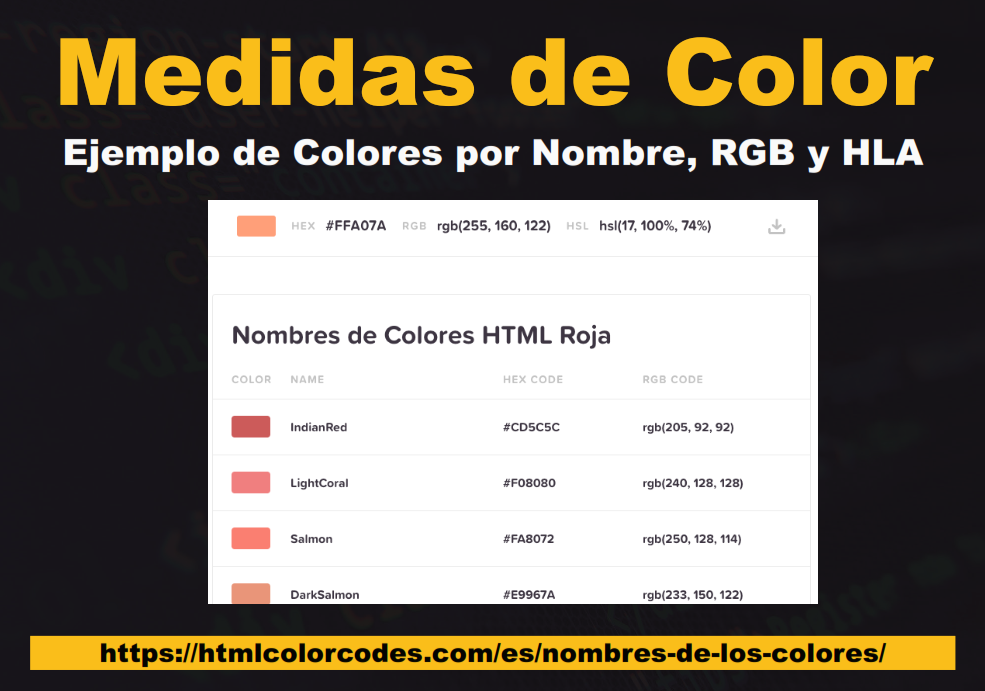 Medidas de Color
Ejemplo de Colores por Nombre, RGB y HLA
HEX #FFA07A RGB rgb(255, 160, 122) HSL hsl(17, 100%, 74%)
Nombres de Colores HTML Roja
COLOR NAME HEX CODE RGB CODE
IndianRed #CD5C5C rgb(205, 92, 92)
LightCoral #F08080 rgb(240, 128, 128)
Salmon #FA8072 rgb(250, 128, 114)
DarkSalmon #E9967A rgb(233, 150, 122)
https://htmlcolorcodes.com/es/nombres-de-los-colores/